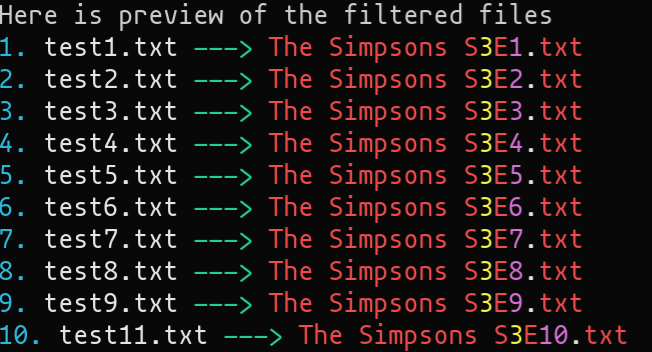 Here is preview of the filtered files
1. test1.txt ---> The Simpsons S3E1.txt
2. test2.txt ---> The Simpsons S3E2.txt
3. test3.txt ---> The Simpsons S3E3.txt
4. test4.txt ---> The Simpsons S3E4.txt
5. test5.txt ---> The Simpsons S3E5.txt
6. test6.txt ---> The Simpsons S3E6.txt
7. test7.txt ---> The Simpsons S3E7.txt
8. test8.txt ---> The Simpsons S3E8.txt
9. test9.txt ---> The Simpsons S3E9.txt
10. test11.txt ---> The Simpsons S3E10.txt